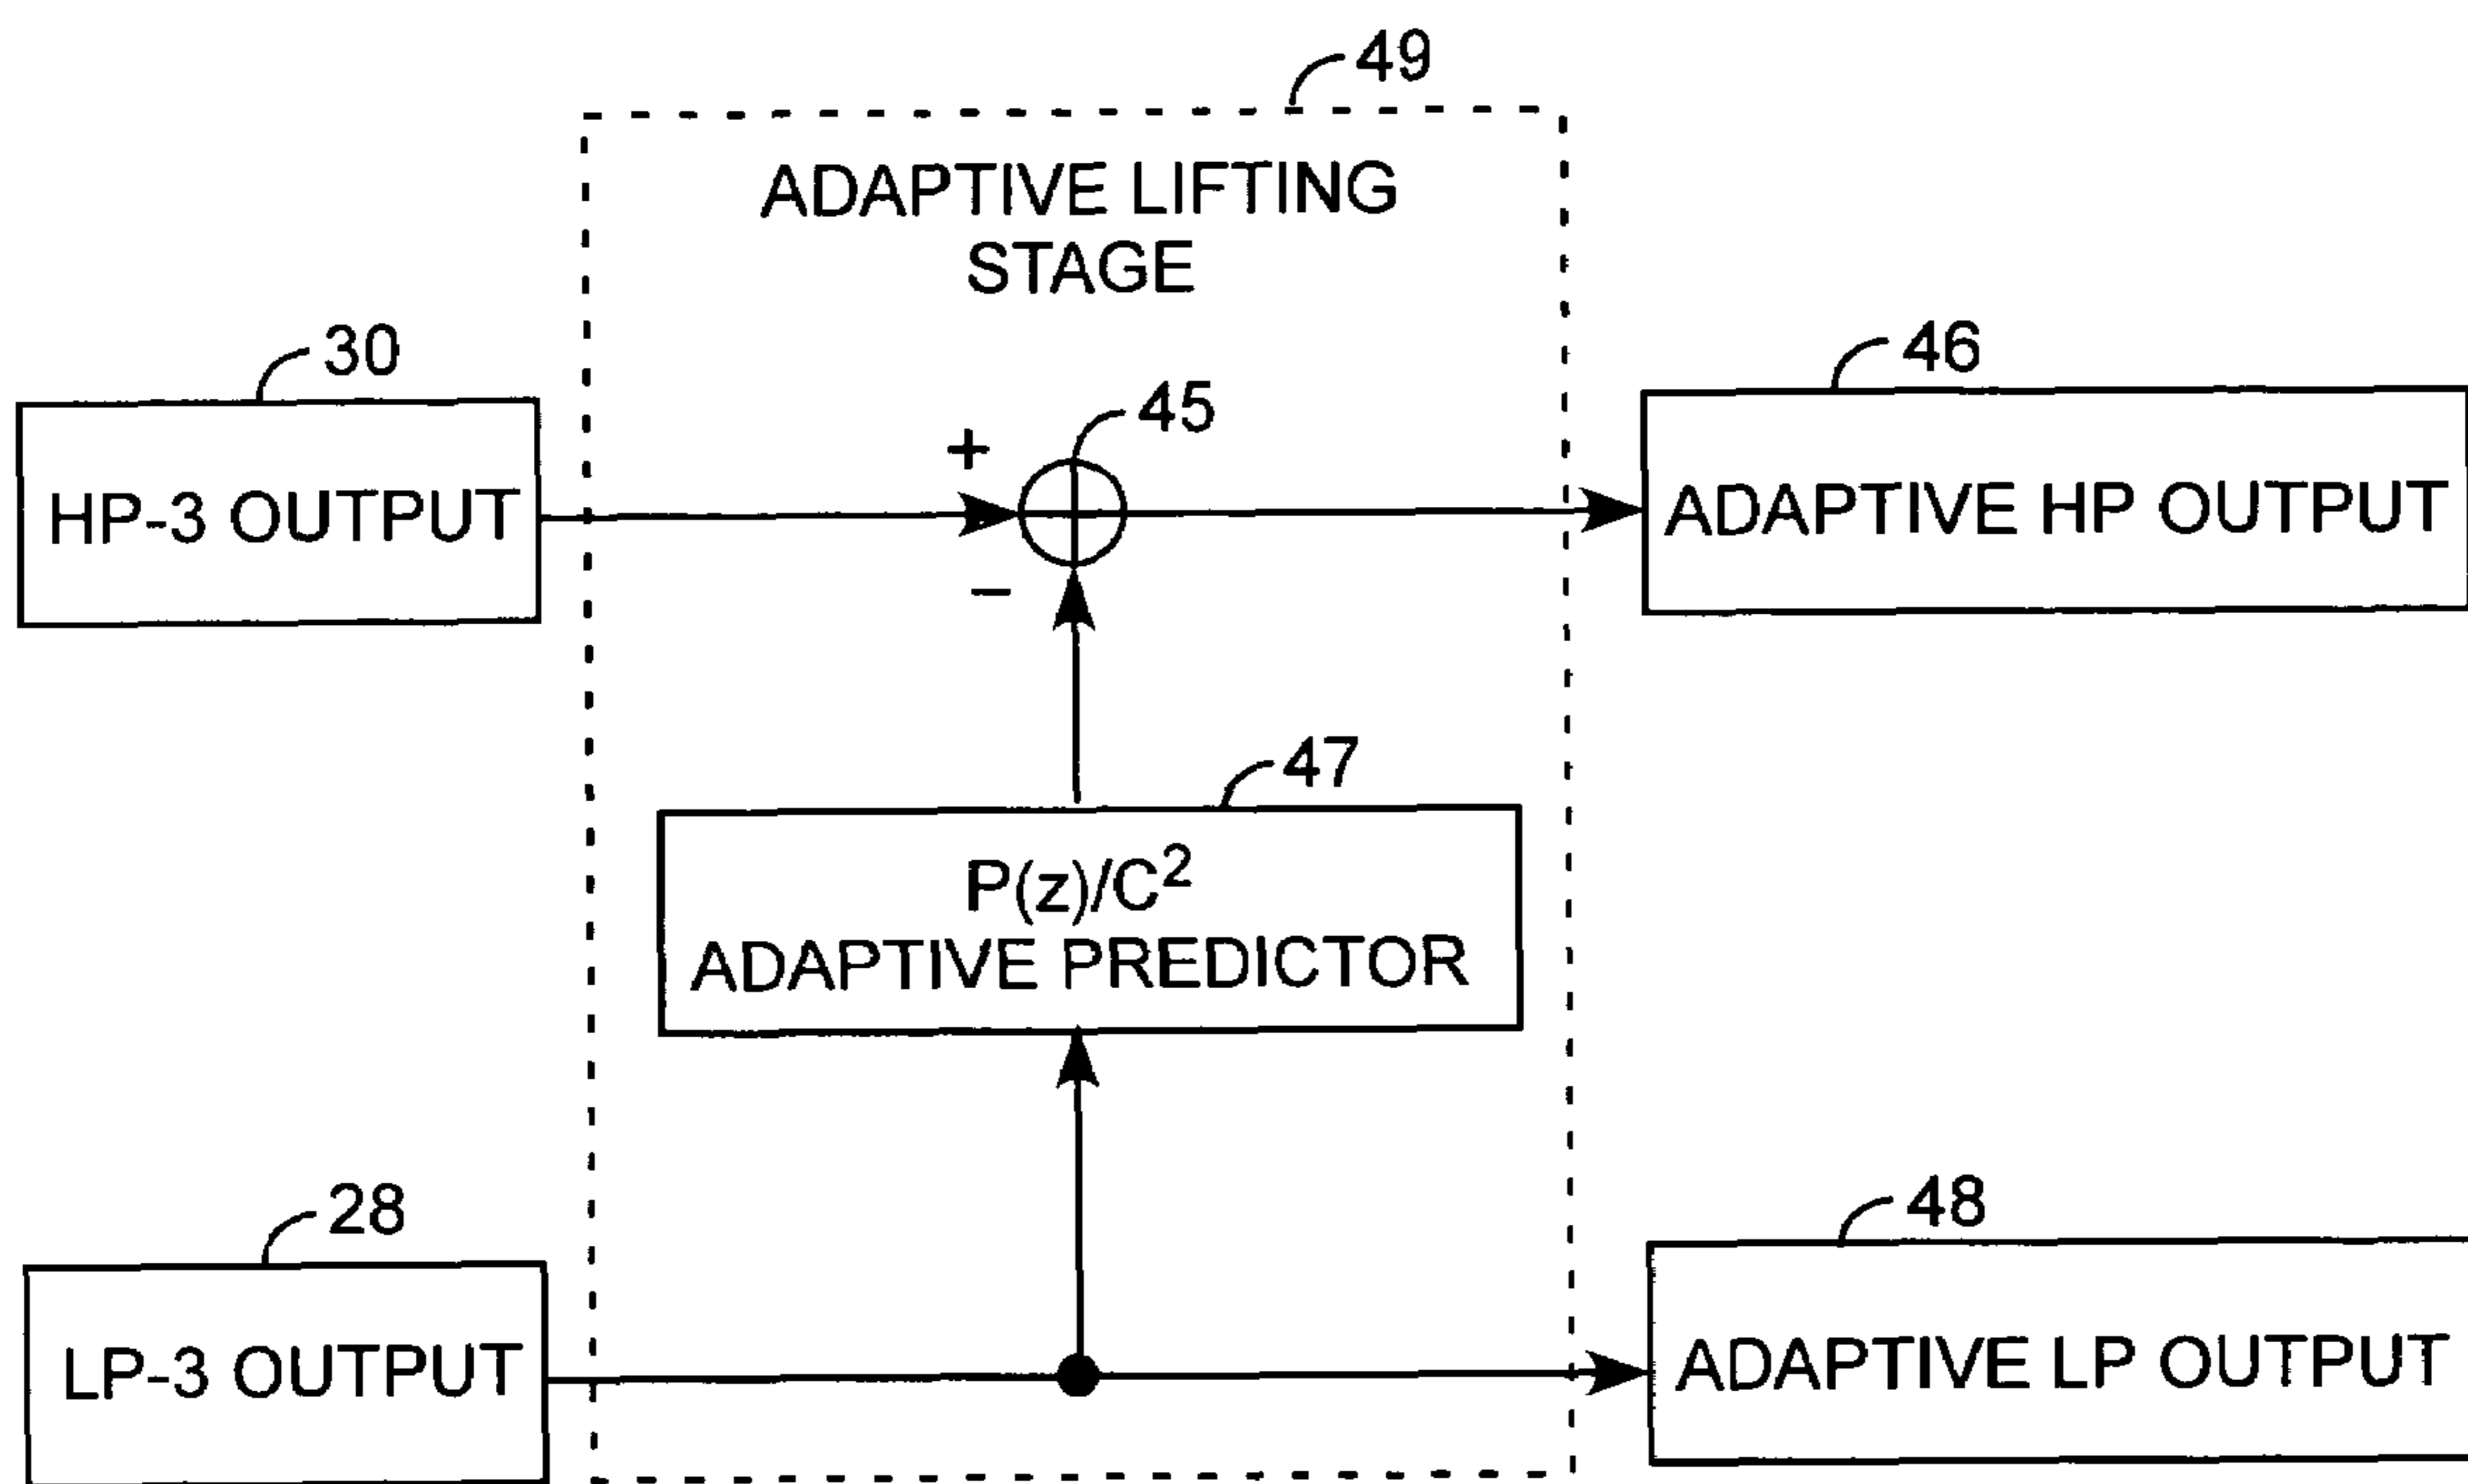 49
ADAPTIVE LIFTING
STAGE
30
46
45
+
HP-3 OUTPUT
ADAPTIVE HP OUTPUT
−
47
P(z)/C²
ADAPTIVE PREDICTOR
28
48
LP-3 OUTPUT
ADAPTIVE LP OUTPUT